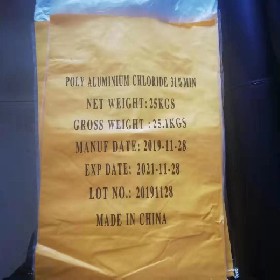 POLY ALUMINIUM CHLORIDE 31%MIN
NET WEIGHT:25KGS
GROSS WEIGHT :25.1KGS
MANUF DATE: 2019-11-28
EXP DATE: 2021-11-28
LOT NO.: 20191128
MADE IN CHINA